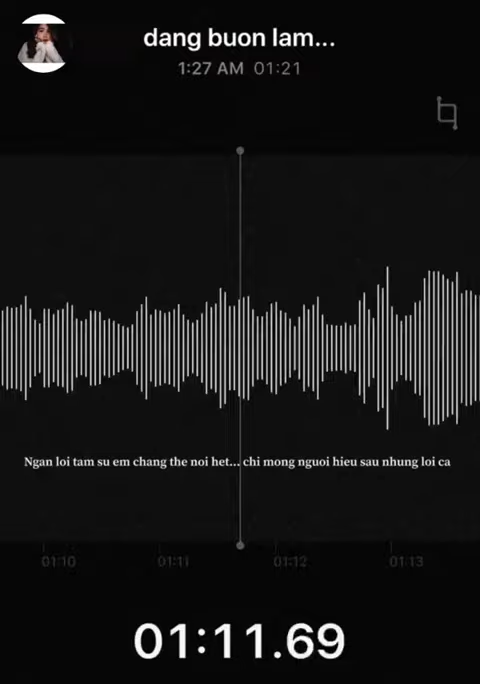 dang buon lam...
1:27 AM 01:21
Ngan loi tam su em chang the noi het... chi mong nguoi hieu sau nhung loi ca
01:10 01:11 01:12 01:13
01:11.69